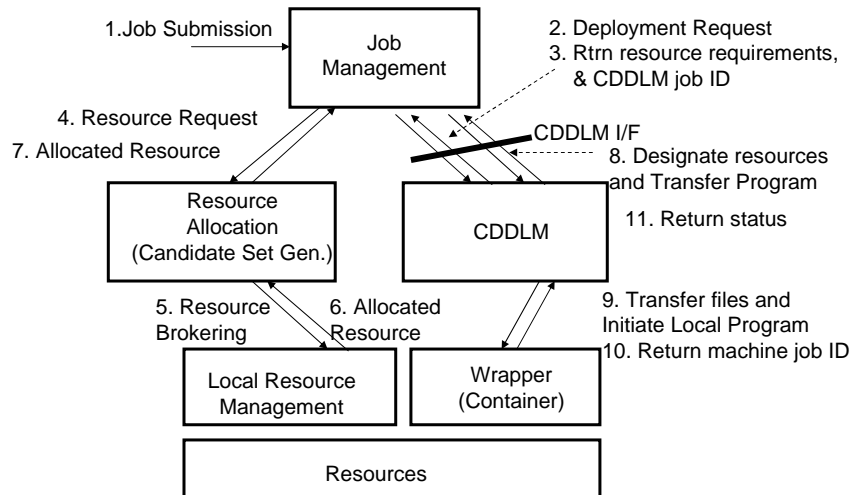 1.Job Submission
Job
Management
2. Deployment Request
3. Rtrn resource requirements,
& CDDLM job ID
4. Resource Request
7. Allocated Resource
CDDLM I/F
8. Designate resources
and Transfer Program
Resource
Allocation
(Candidate Set Gen.)
CDDLM
11. Return status
5. Resource
Brokering
6. Allocated
Resource
9. Transfer files and
Initiate Local Program
10. Return machine job ID
Local Resource
Management
Wrapper
(Container)
Resources